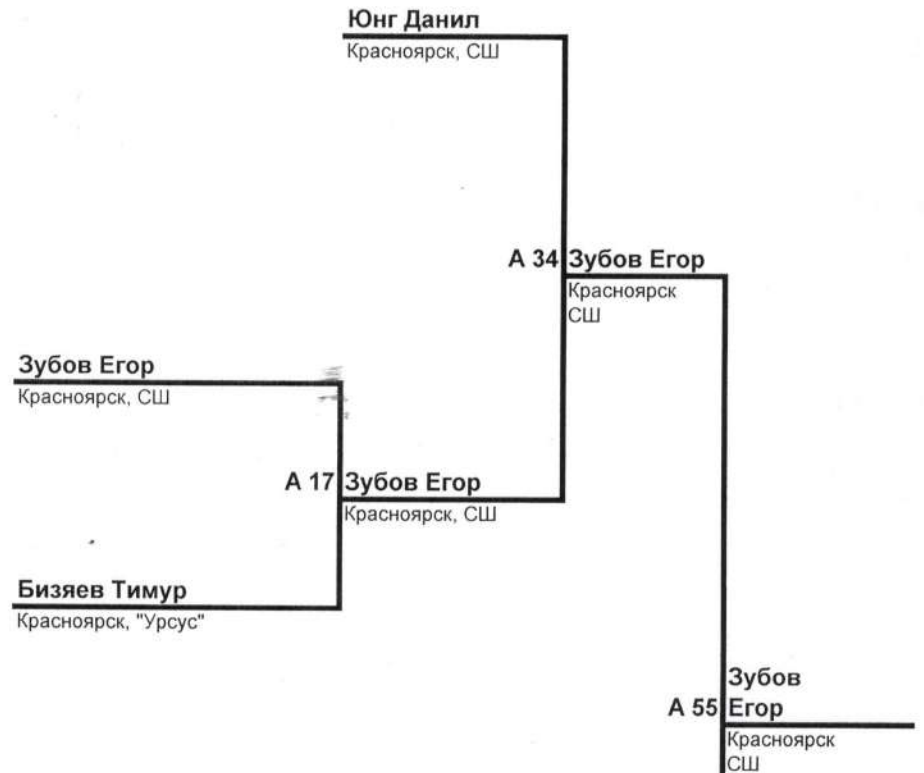 Юнг Данил
Красноярск, СШ
А 34 Зубов Егор
Красноярск
СШ
Зубов Егор
Красноярск, СШ
А 17 Зубов Егор
Красноярск, СШ
Бизяев Тимур
Красноярск, "Урсус"
Зубов
А 55 Егор
Красноярск
СШ